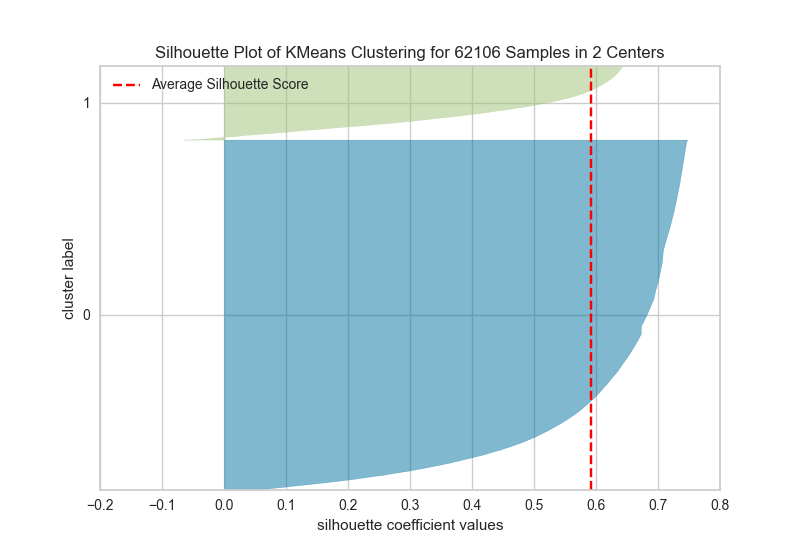 Silhouette Plot of KMeans Clustering for 62106 Samples in 2 Centers
Average Silhouette Score
1
0
cluster label
−0.2 −0.1 0.0 0.1 0.2 0.3 0.4 0.5 0.6 0.7 0.8
silhouette coefficient values